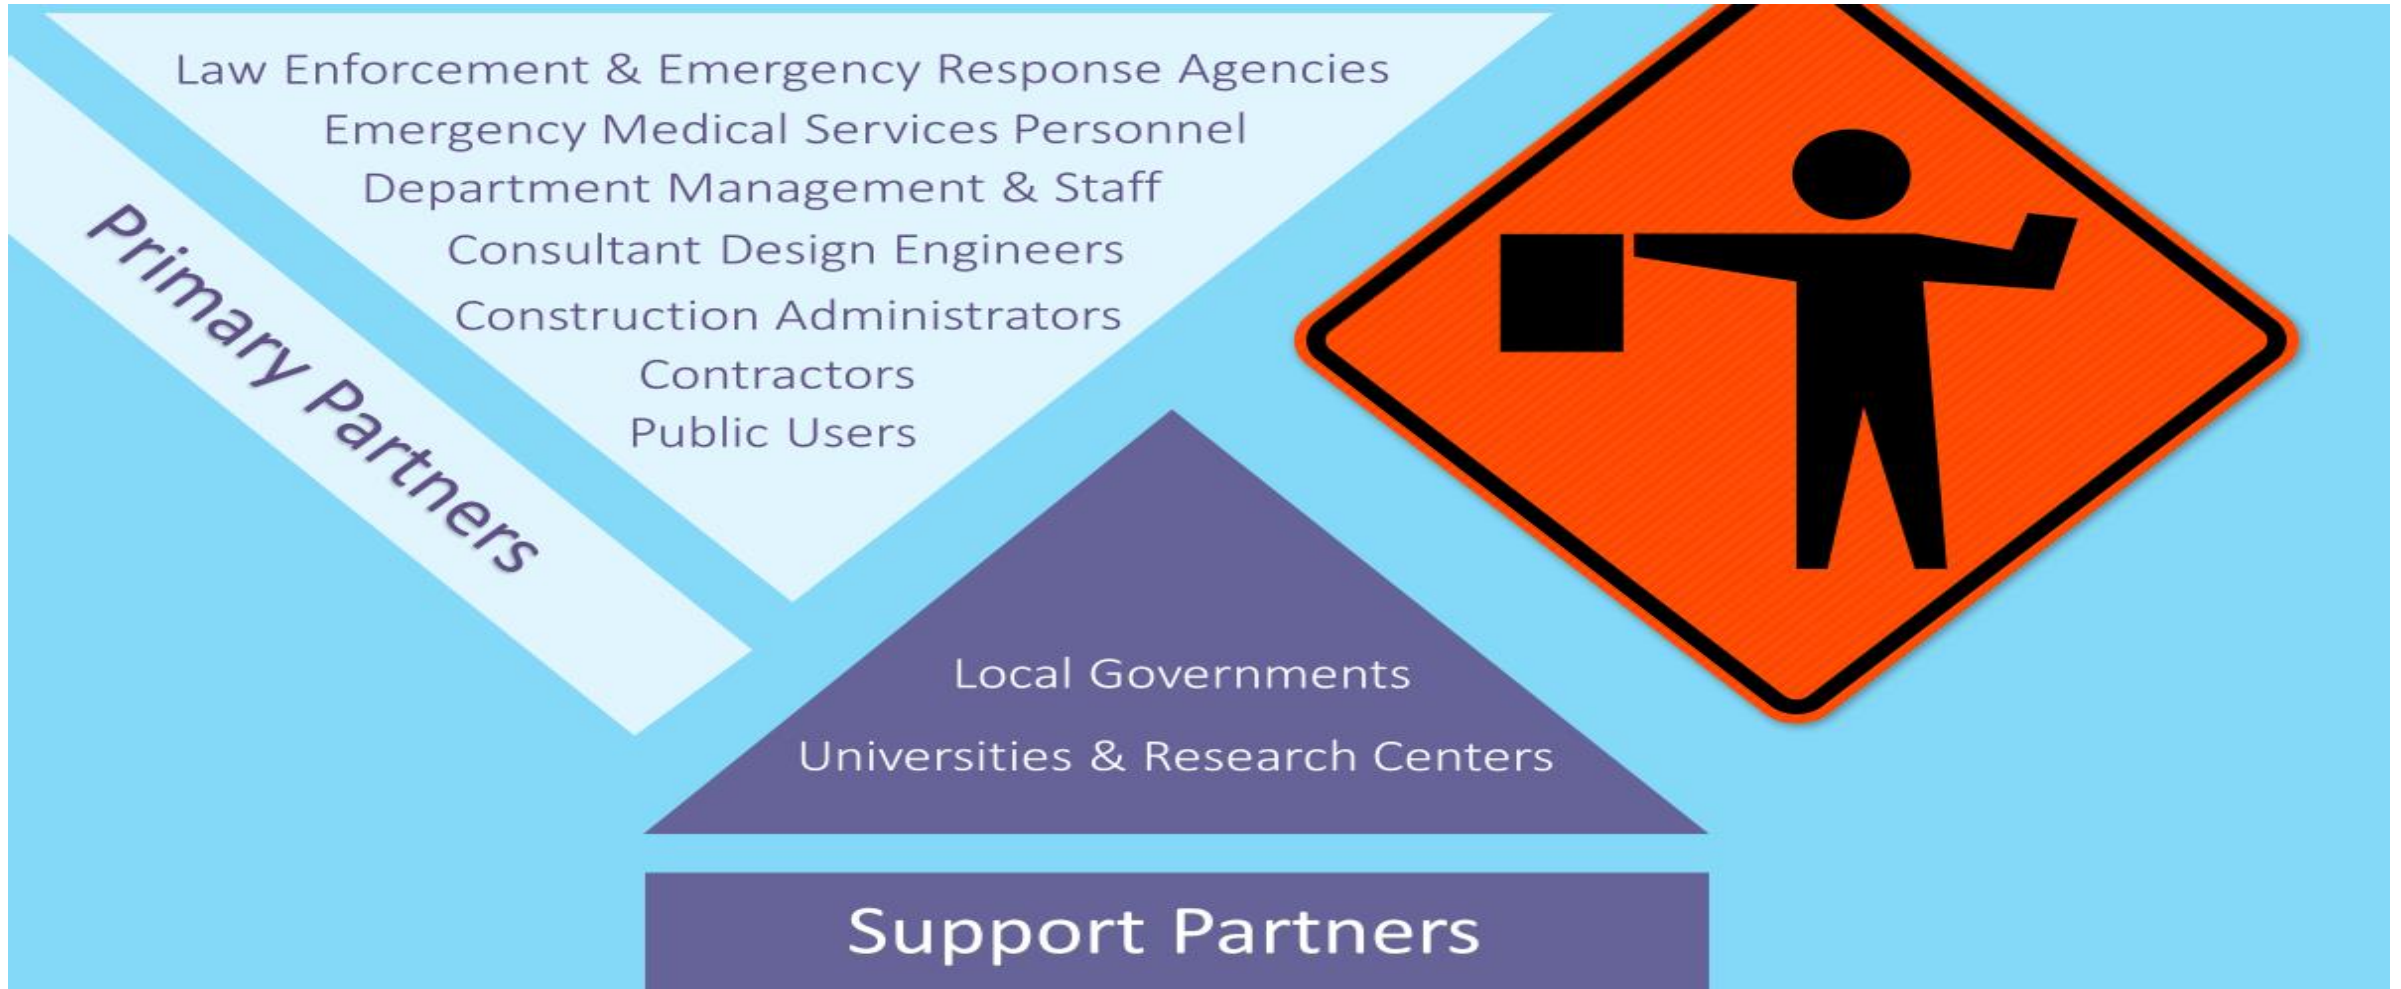 Law Enforcement & Emergency Response Agencies
Emergency Medical Services Personnel
Department Management & Staff
Consultant Design Engineers
Construction Administrators
Contractors
Public Users
Primary Partners
Local Governments
Universities & Research Centers
Support Partners